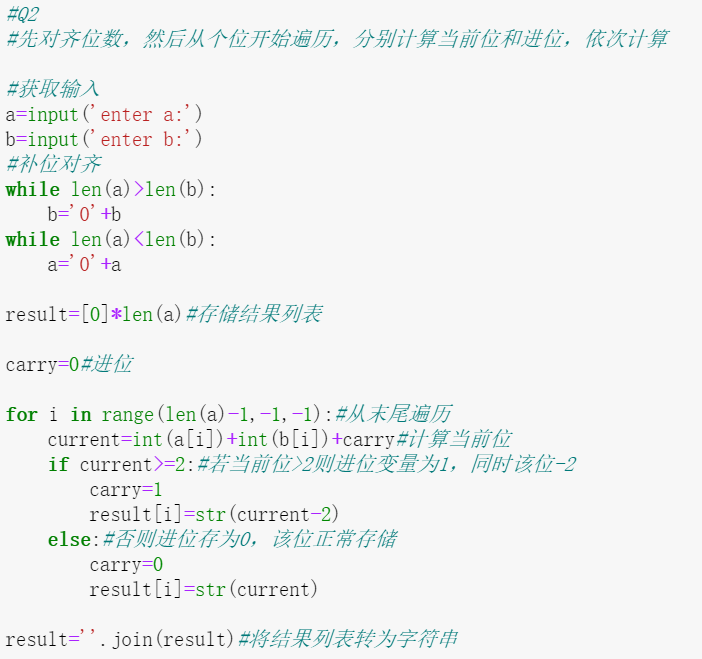 #Q2
#先对齐位数，然后从个位开始遍历，分别计算当前位和进位，依次计算
#获取输入
a=input('enter a:')
b=input('enter b:')
#补位对齐
while len(a)>len(b):
    b='0'+b
while len(a)<len(b):
    a='0'+a
result=[0]*len(a)#存储结果列表
carry=0#进位
for i in range(len(a)-1,-1,-1):#从末尾遍历
    current=int(a[i])+int(b[i])+carry#计算当前位
    if current>=2:#若当前位>2则进位变量为1，同时该位-2
        carry=1
        result[i]=str(current-2)
    else:#否则进位存为0，该位正常存储
        carry=0
        result[i]=str(current)
result=''.join(result)#将结果列表转为字符串